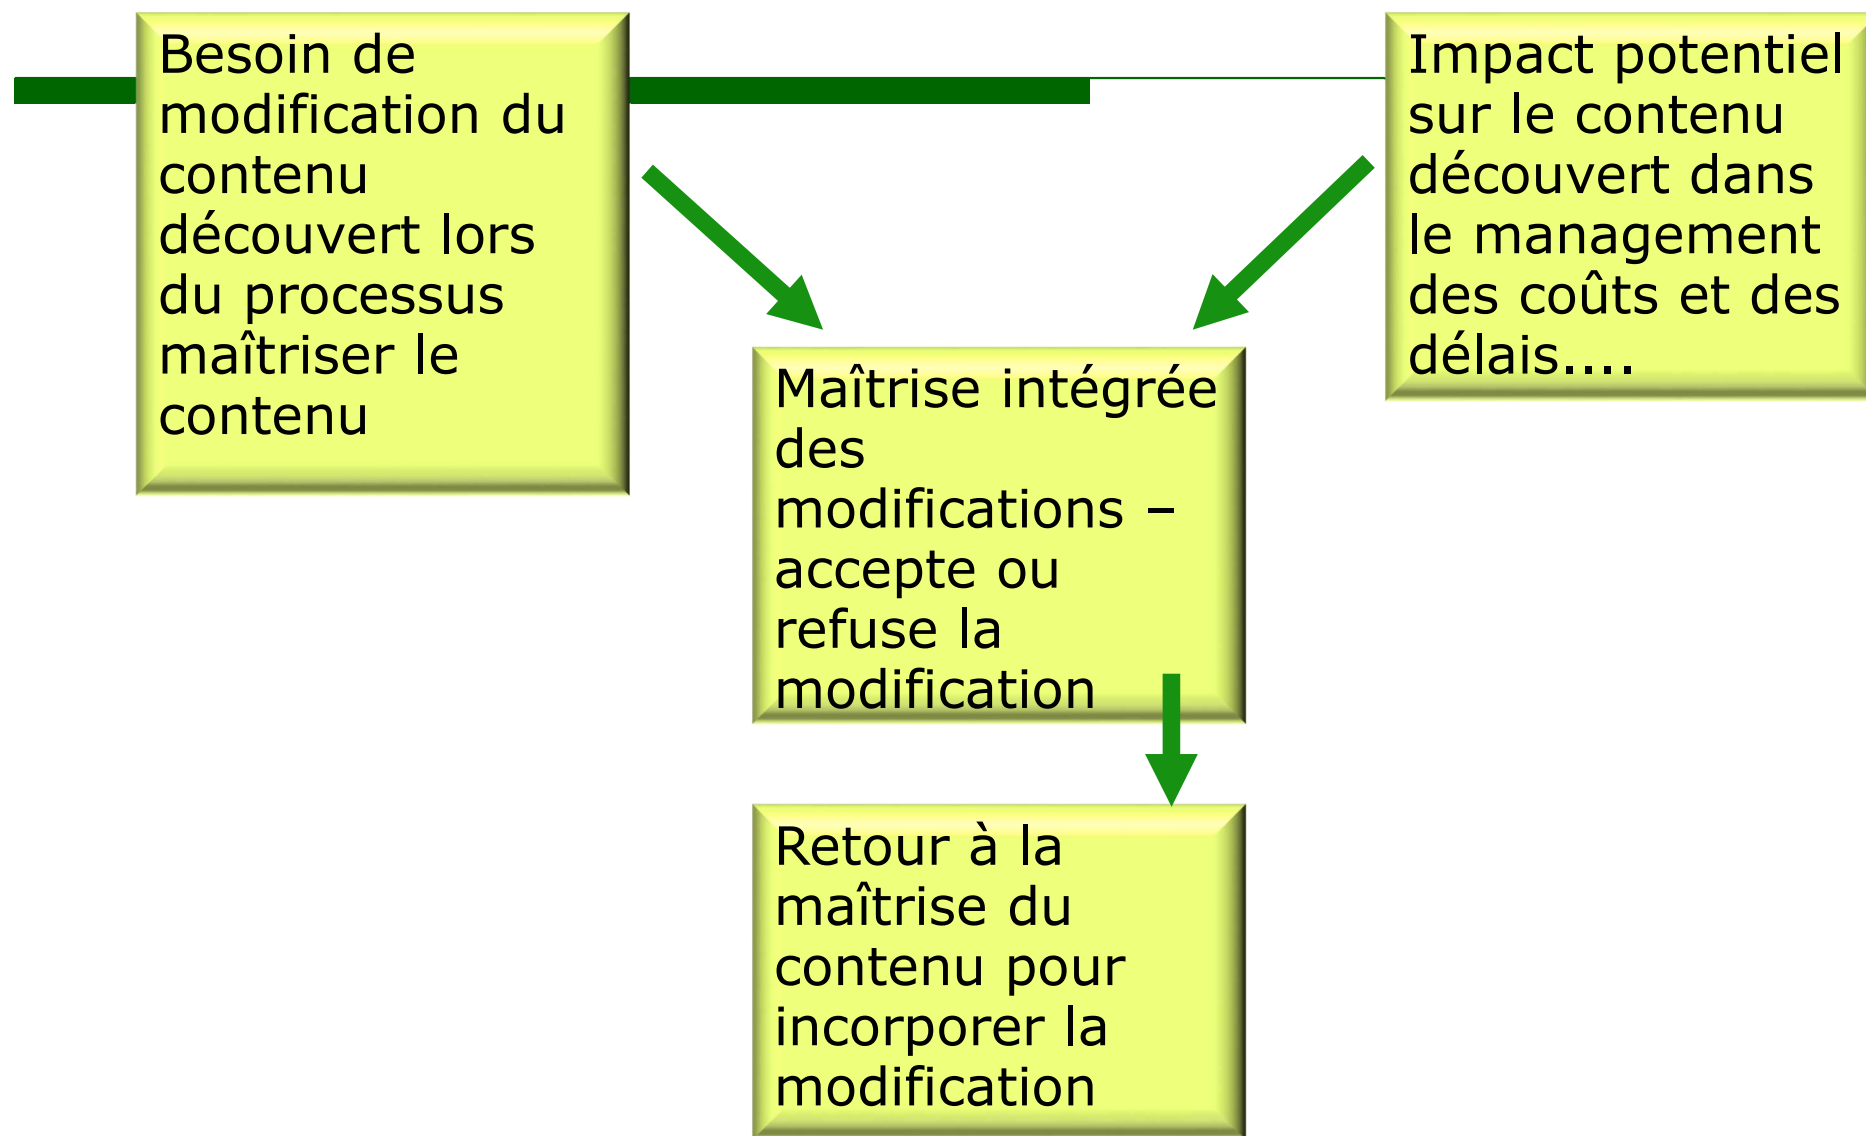 Besoin de
modification du
contenu
découvert lors
du processus
maîtriser le
contenu
Impact potentiel
sur le contenu
découvert dans
le management
des coûts et des
délais....
Maîtrise intégrée
des
modifications –
accepte ou
refuse la
modification
Retour à la
maîtrise du
contenu pour
incorporer la
modification